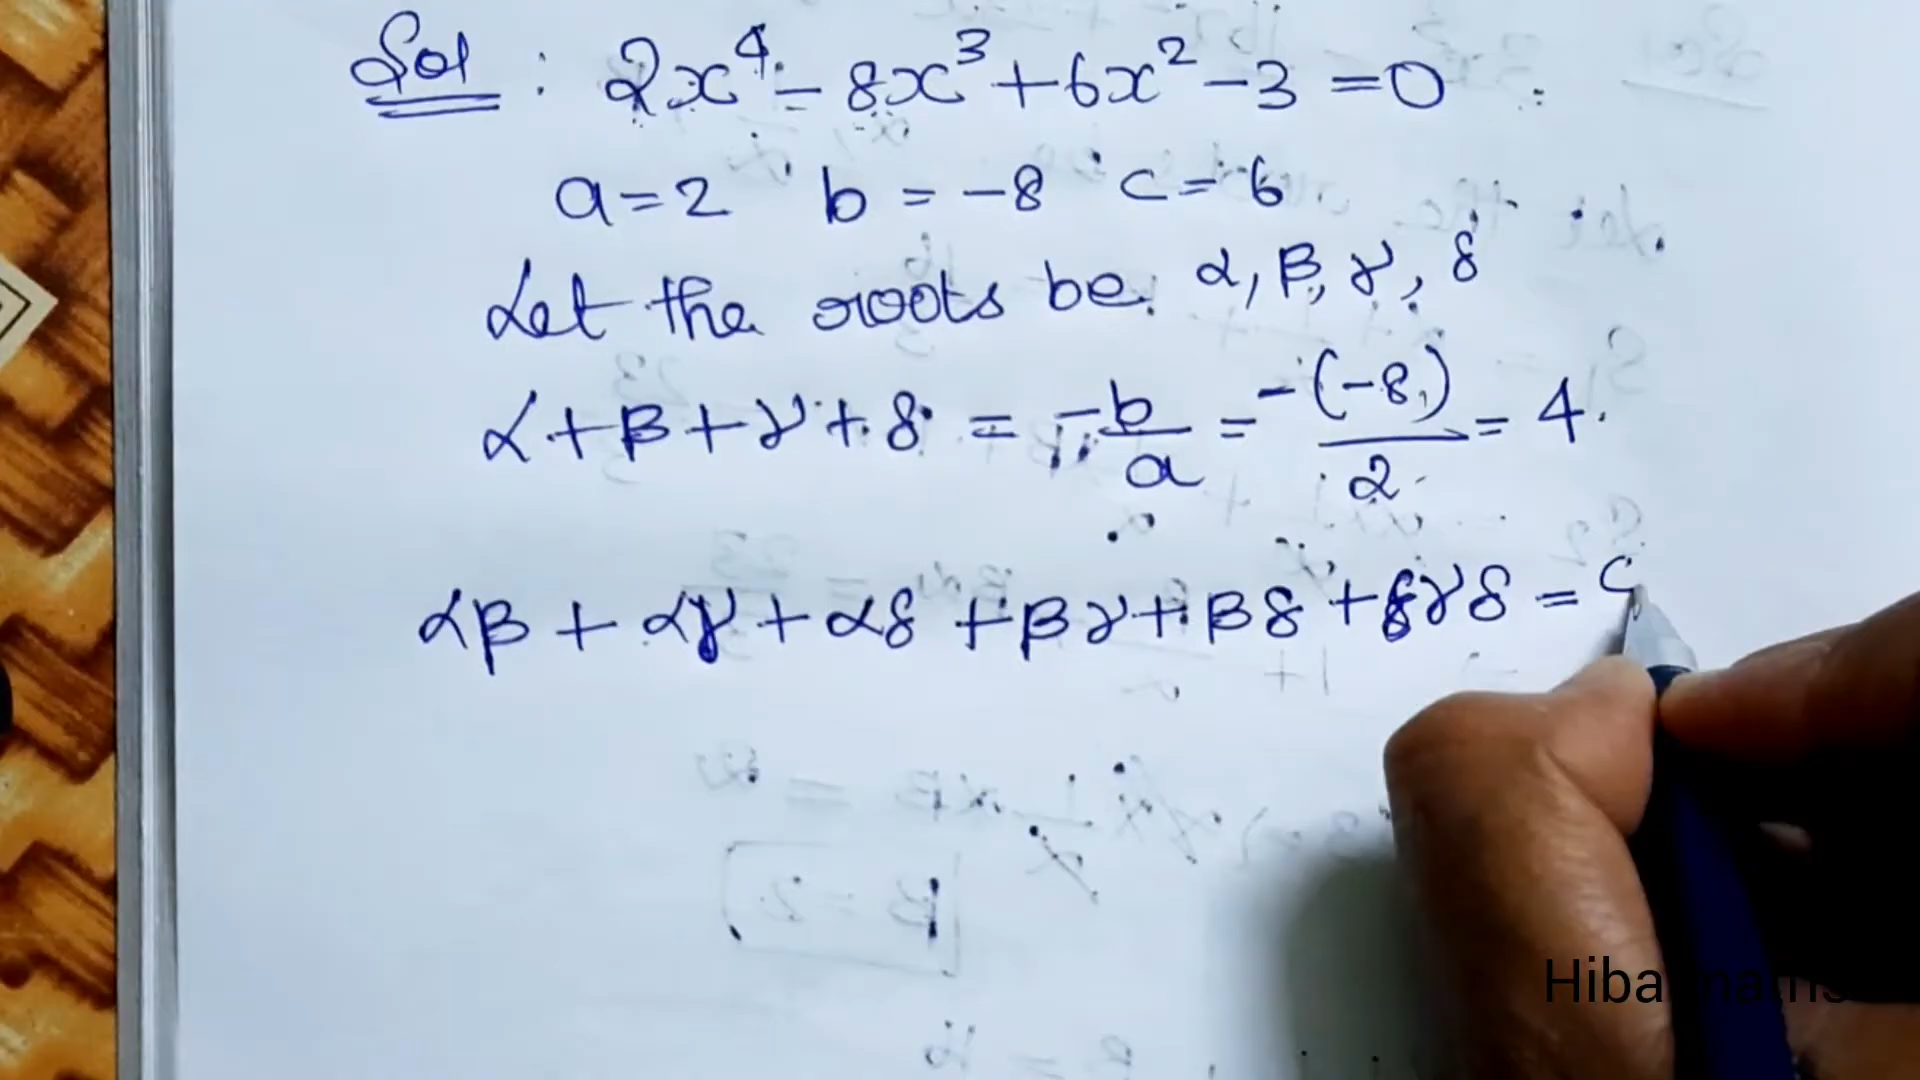 Sol : 2x⁴ - 8x³ + 6x² - 3 = 0
a = 2 b = -8 c = 6
Let the roots be α, β, γ, δ
α + β + γ + δ = -b/a = -(-8)/2 = 4.
αβ + αγ + αδ + βγ + βδ + γδ = c
Hiba maths